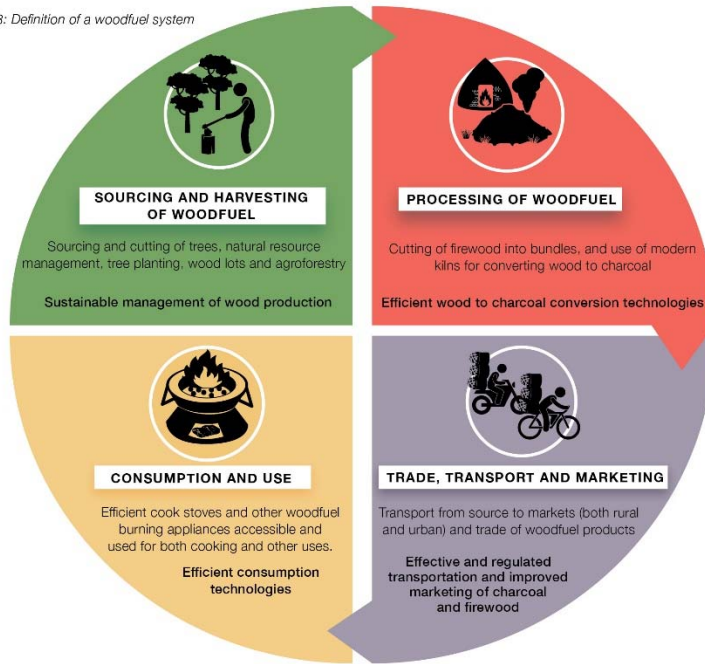 3: Definition of a woodfuel system
SOURCING AND HARVESTING
OF WOODFUEL
Sourcing and cutting of trees, natural resource
management, tree planting, wood lots and agroforestry
Sustainable management of wood production
PROCESSING OF WOODFUEL
Cutting of firewood into bundles, and use of modern
kilns for converting wood to charcoal
Efficient wood to charcoal conversion technologies
CONSUMPTION AND USE
Efficient cook stoves and other woodfuel
burning appliances accessible and
used for both cooking and other uses.
Efficient consumption
technologies
TRADE, TRANSPORT AND MARKETING
Transport from source to markets (both rural
and urban) and trade of woodfuel products
Effective and regulated
transportation and improved
marketing of charcoal
and firewood